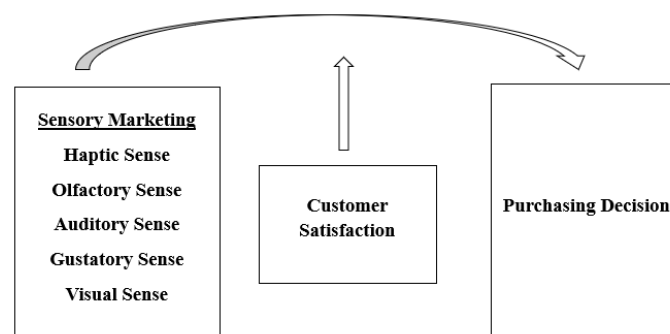 Sensory Marketing
Haptic Sense
Olfactory Sense
Auditory Sense
Gustatory Sense
Visual Sense
Customer
Satisfaction
Purchasing Decision